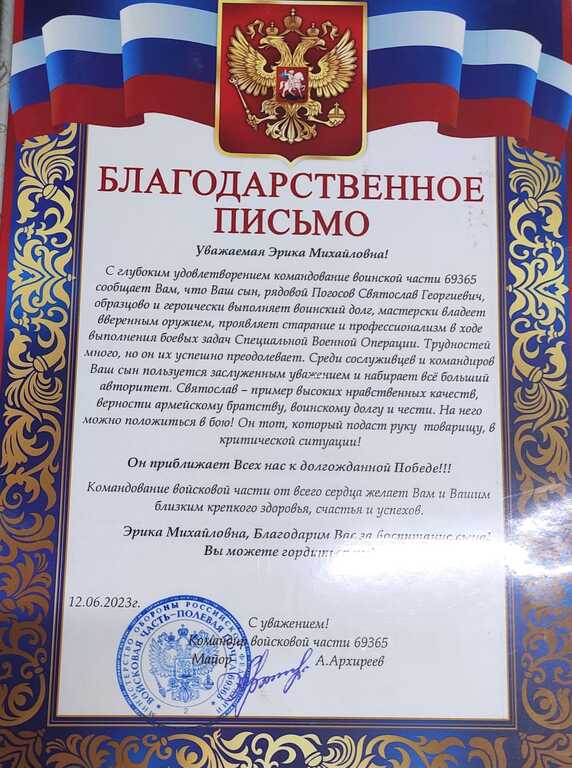 БЛАГОДАРСТВЕННОЕ
ПИСЬМО
Уважаемая Эрика Михайловна!
С глубоким удовлетворением командование воинской части 69365
сообщает Вам, что Ваш сын, рядовой Погосов Святослав Георгиевич,
образцово и героически выполняет воинский долг, мастерски владеет
вверенным оружием, проявляет старание и профессионализм в ходе
выполнения боевых задач Специальной Военной Операции. Трудностей
много, но он их успешно преодолевает. Среди сослуживцев и командиров
Ваш сын пользуется заслуженным уважением и набирает всё больший
авторитет. Святослав – пример высоких нравственных качеств,
верности армейскому братству, воинскому долгу и чести. На него
можно положиться в бою! Он тот, который подаст руку товарищу, в
критической ситуации!
Он приближает Всех нас к долгожданной Победе!!!
Командование войсковой части от всего сердца желает Вам и Вашим
близким крепкого здоровья, счастья и успехов.
Эрика Михайловна, Благодарим Вас за воспитание сына!
Вы можете
12.06.2023г.
С уважением!
Командир войсковой части 69365
Майор А.Архиреев
ВОЙСКОВАЯ ЧАСТЬ-ПОЛЕВАЯ 69365